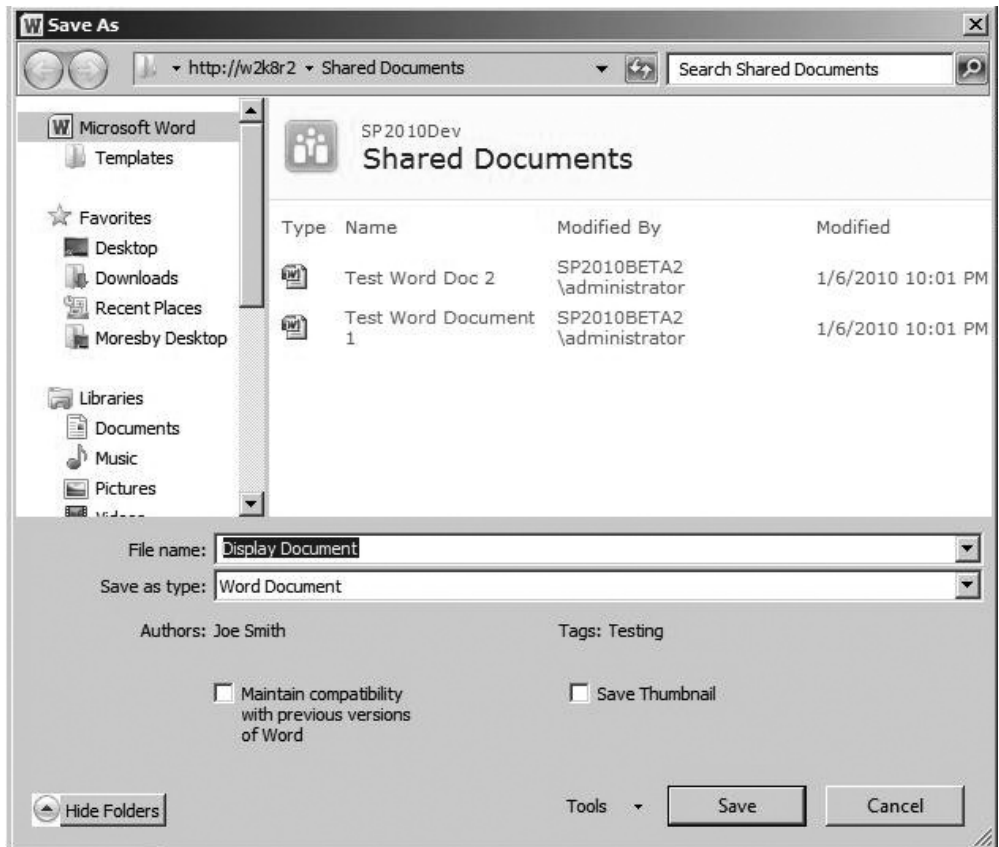 Save As
http://w2k8r2 Shared Documents
Search Shared Documents
Microsoft Word
Templates
Favorites
Desktop
Downloads
Recent Places
Moresby Desktop
Libraries
Documents
Music
Pictures
Videos
SP2010Dev
Shared Documents
Type Name Modified By Modified
Test Word Doc 2 SP2010BETA2\administrator 1/6/2010 10:01 PM
Test Word Document 1 SP2010BETA2\administrator 1/6/2010 10:01 PM
File name: Display Document
Save as type: Word Document
Authors: Joe Smith Tags: Testing
Maintain compatibility
with previous versions
of Word
Save Thumbnail
Hide Folders Tools Save Cancel